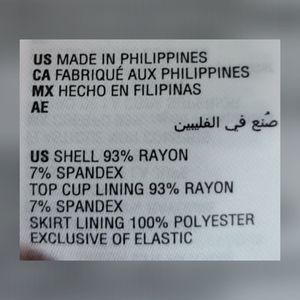 US MADE IN PHILIPPINES
CA FABRIQUÉ AUX PHILIPPINES
MX HECHO EN FILIPINAS
AE
صُنع في الفليبين
US SHELL 93% RAYON
7% SPANDEX
TOP CUP LINING 93% RAYON
7% SPANDEX
SKIRT LINING 100% POLYESTER
EXCLUSIVE OF ELASTIC